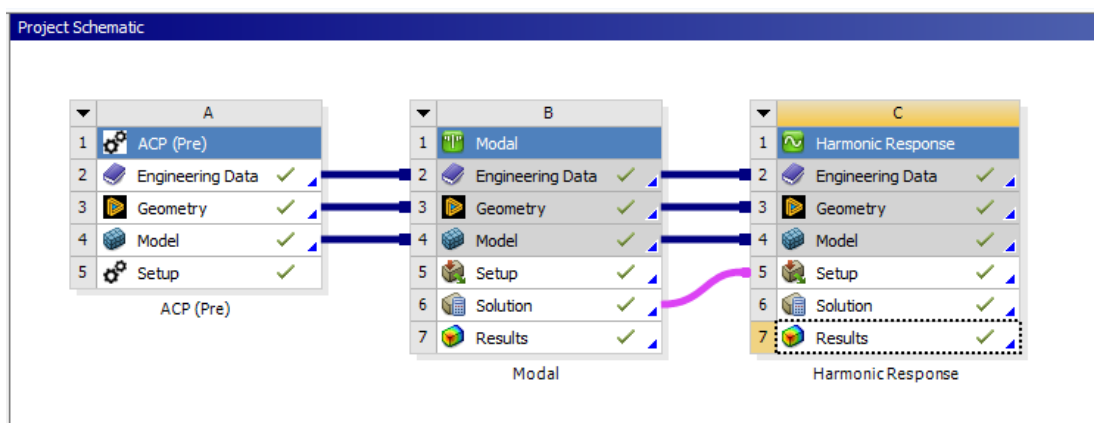 Project Schematic
A
1 ACP (Pre)
2 Engineering Data
3 Geometry
4 Model
5 Setup
ACP (Pre)
B
1 Modal
2 Engineering Data
3 Geometry
4 Model
5 Setup
6 Solution
7 Results
Modal
C
1 Harmonic Response
2 Engineering Data
3 Geometry
4 Model
5 Setup
6 Solution
7 Results
Harmonic Response